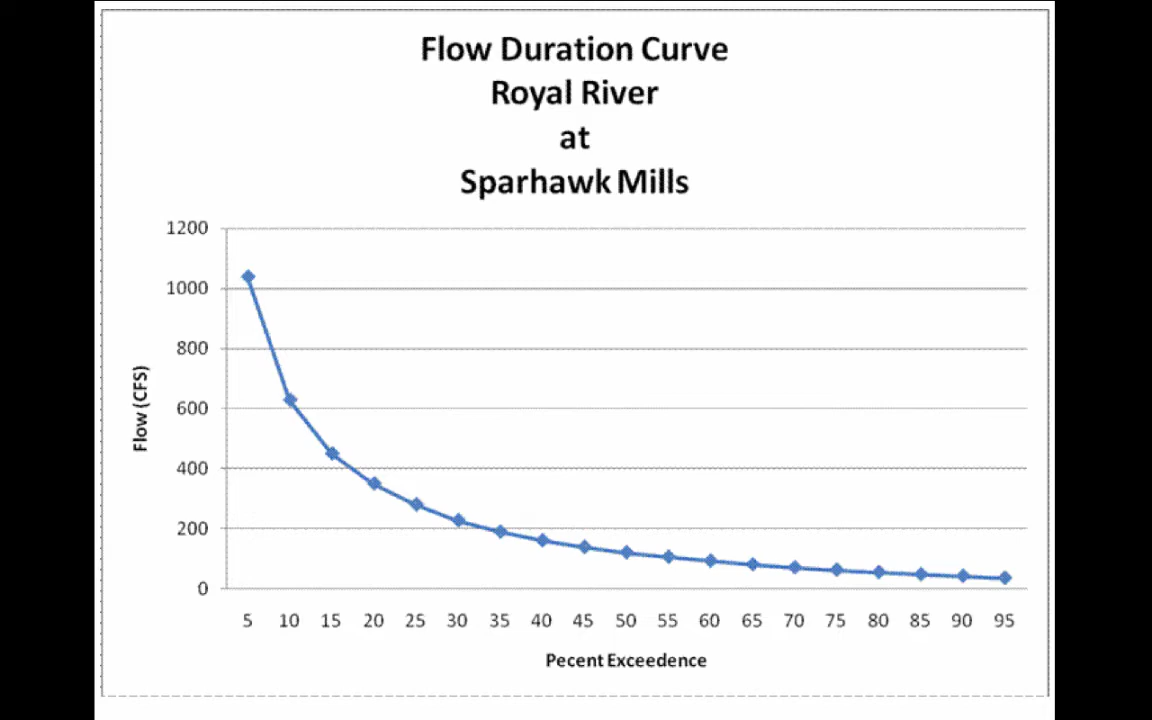 Flow Duration Curve
Royal River
at
Sparhawk Mills
1200
1000
800
600
400
200
0
Flow (CFS)
5 10 15 20 25 30 35 40 45 50 55 60 65 70 75 80 85 90 95
Pecent Exceedence